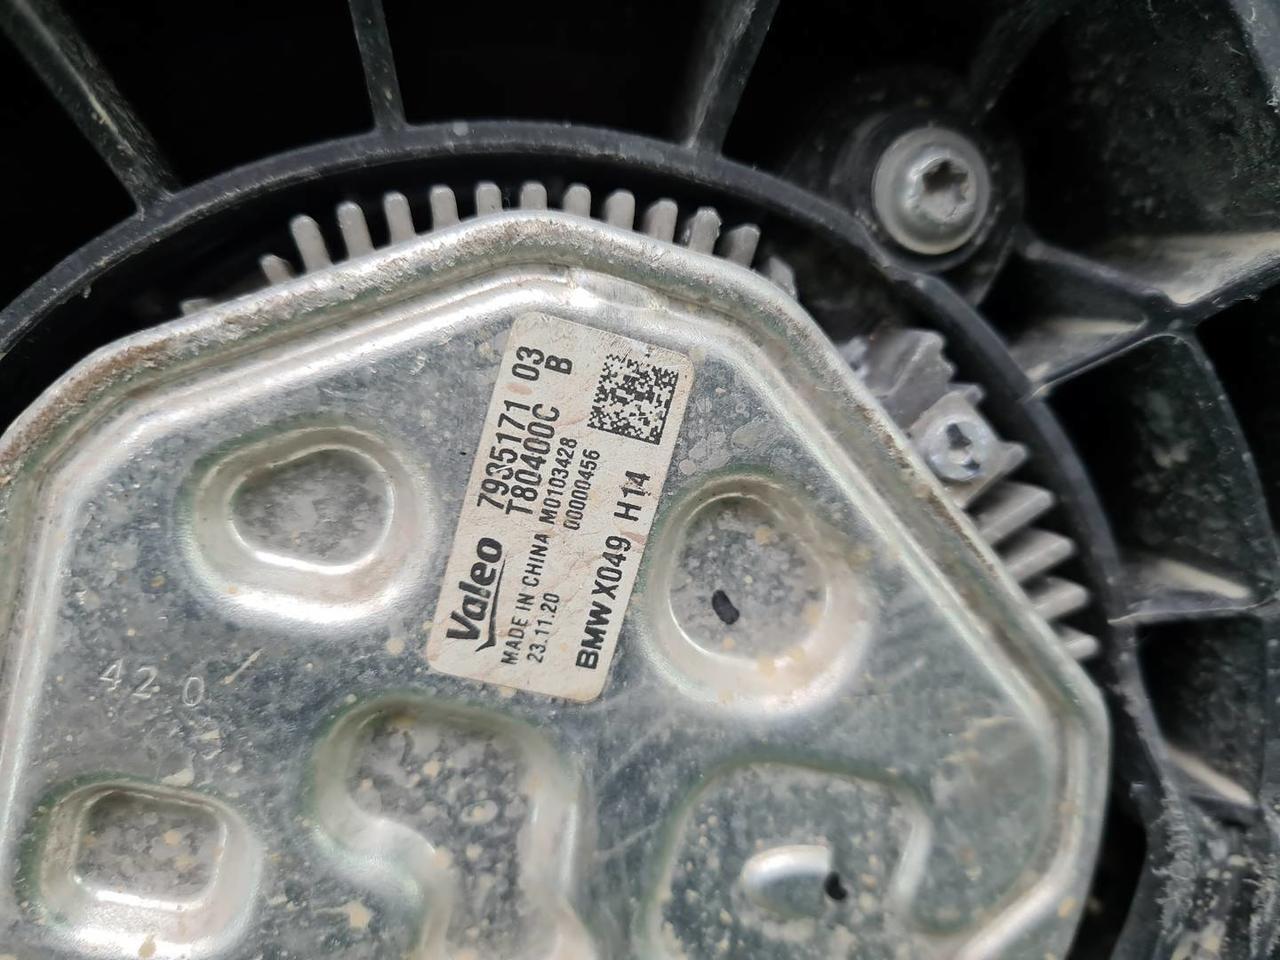 Valeo
7935171 03
T80400C B
MADE IN CHINA M0103428
23.11.20 00000456
BMW X049 H14
420